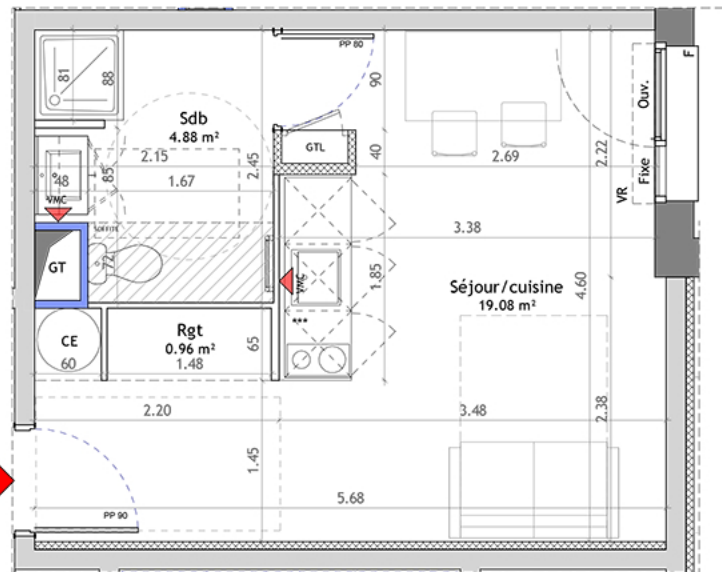 PP 80
F
81
88
90
Ouv.
Sdb
4.88 m²
GTL
40
2.15
2.45
2.69
2.22
Fixe
48
85
1.67
VR
VMC
SOFFITE
3.38
GT
72
VMC
1.85
4.60
Séjour/cuisine
19.08 m²
***
CE
60
Rgt
0.96 m²
1.48
65
2.20
3.48
2.38
1.45
5.68
PP 90